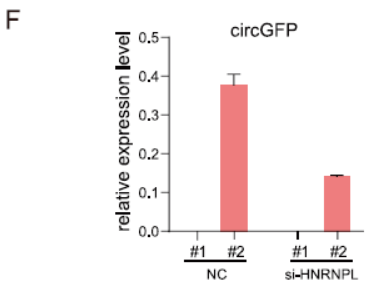 F
circGFP
relative expression level
0.5
0.4
0.3
0.2
0.1
0.0
#1 #2 #1 #2
NC si-HNRNPL